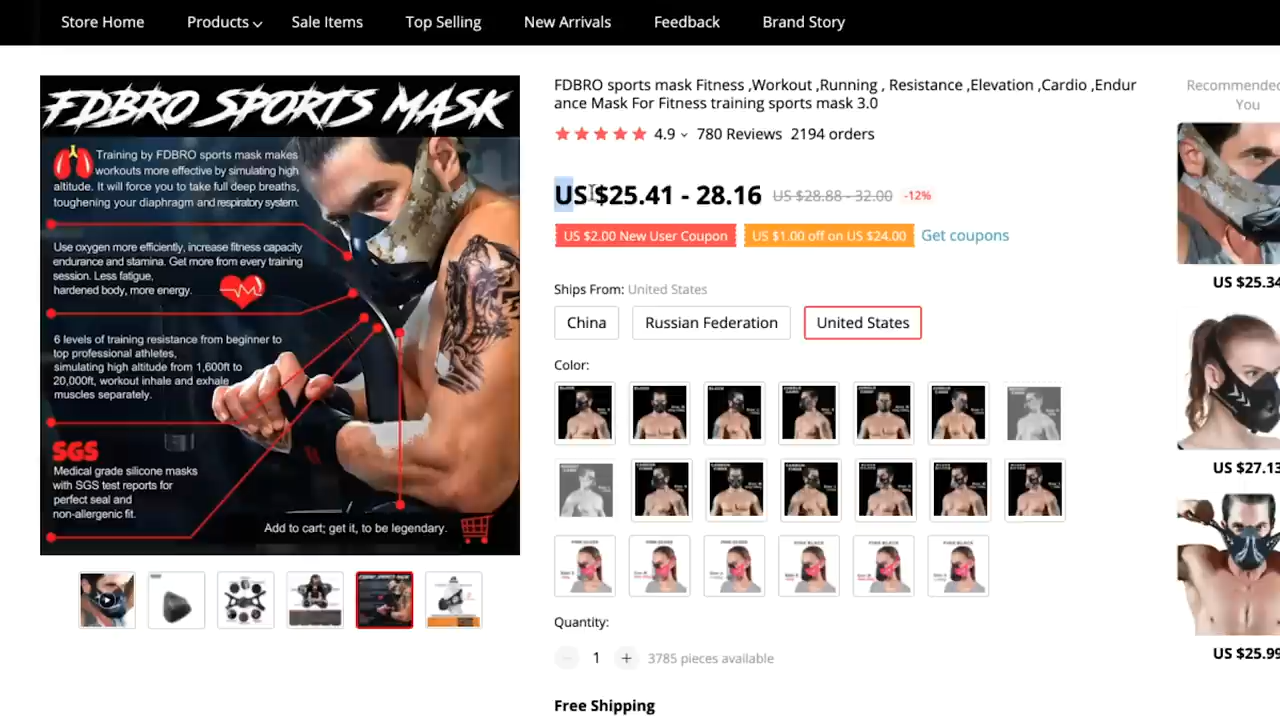 Store Home Products Sale Items Top Selling New Arrivals Feedback Brand Story
FDBRO SPORTS MASK
Training by FDBRO sports mask makes
workouts more effective by simulating high
altitude. It will force you to take full deep breaths,
toughening your diaphragm and respiratory system.
Use oxygen more efficiently, increase fitness capacity
endurance and stamina. Get more from every training
session. Less fatigue,
hardened body, more energy.
6 levels of training resistance from beginner to
top professional athletes,
simulating high altitude from 1,600ft to
20,000ft, workout inhale and exhale
muscles separately.
SGS
Medical grade silicone masks
with SGS test reports for
perfect seal and
non-allergenic fit.
Add to cart; get it, to be legendary.
FDBRO sports mask Fitness ,Workout ,Running , Resistance ,Elevation ,Cardio ,Endur
ance Mask For Fitness training sports mask 3.0
4.9 780 Reviews 2194 orders
US $25.41 - 28.16 US $28.88 - 32.00 -12%
US $2.00 New User Coupon US $1.00 off on US $24.00 Get coupons
Ships From: United States
China Russian Federation United States
Color:
Quantity:
1 + 3785 pieces available
Free Shipping
Recommended
You
US $25.34
US $27.13
US $25.99